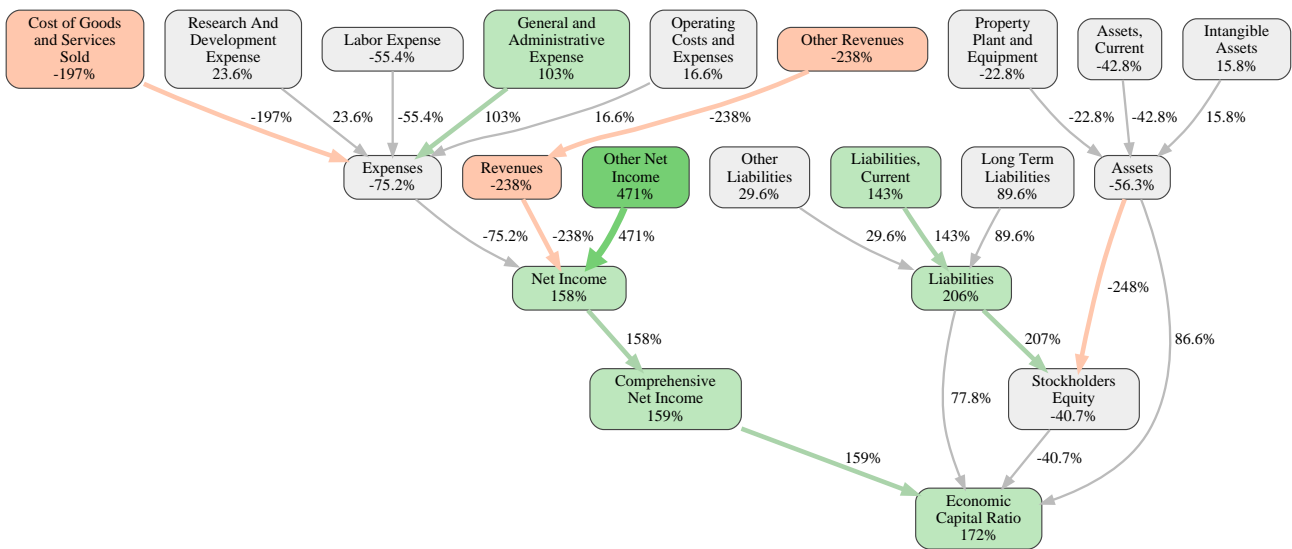 Cost of Goods
and Services
Sold
-197%
Research And
Development
Expense
23.6%
Labor Expense
-55.4%
General and
Administrative
Expense
103%
Operating
Costs and
Expenses
16.6%
Other Revenues
-238%
Property
Plant and
Equipment
-22.8%
Assets,
Current
-42.8%
Intangible
Assets
15.8%
-197%
23.6%
-55.4%
103%
16.6%
-238%
-22.8%
-42.8%
15.8%
Expenses
-75.2%
Revenues
-238%
Other Net
Income
471%
Other
Liabilities
29.6%
Liabilities,
Current
143%
Long Term
Liabilities
89.6%
Assets
-56.3%
-75.2%
-238%
471%
29.6%
143%
89.6%
Net Income
158%
Liabilities
206%
-248%
158%
207%
86.6%
Comprehensive
Net Income
159%
77.8%
Stockholders
Equity
-40.7%
159%
-40.7%
Economic
Capital Ratio
172%